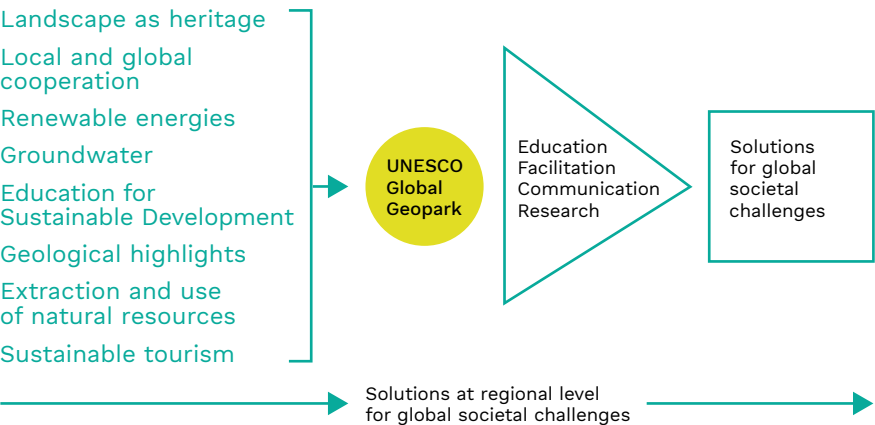 Landscape as heritage
Local and global
cooperation
Renewable energies
Groundwater
Education for
Sustainable Development
Geological highlights
Extraction and use
of natural resources
Sustainable tourism
UNESCO
Global
Geopark
Education
Facilitation
Communication
Research
Solutions
for global
societal
challenges
Solutions at regional level
for global societal challenges